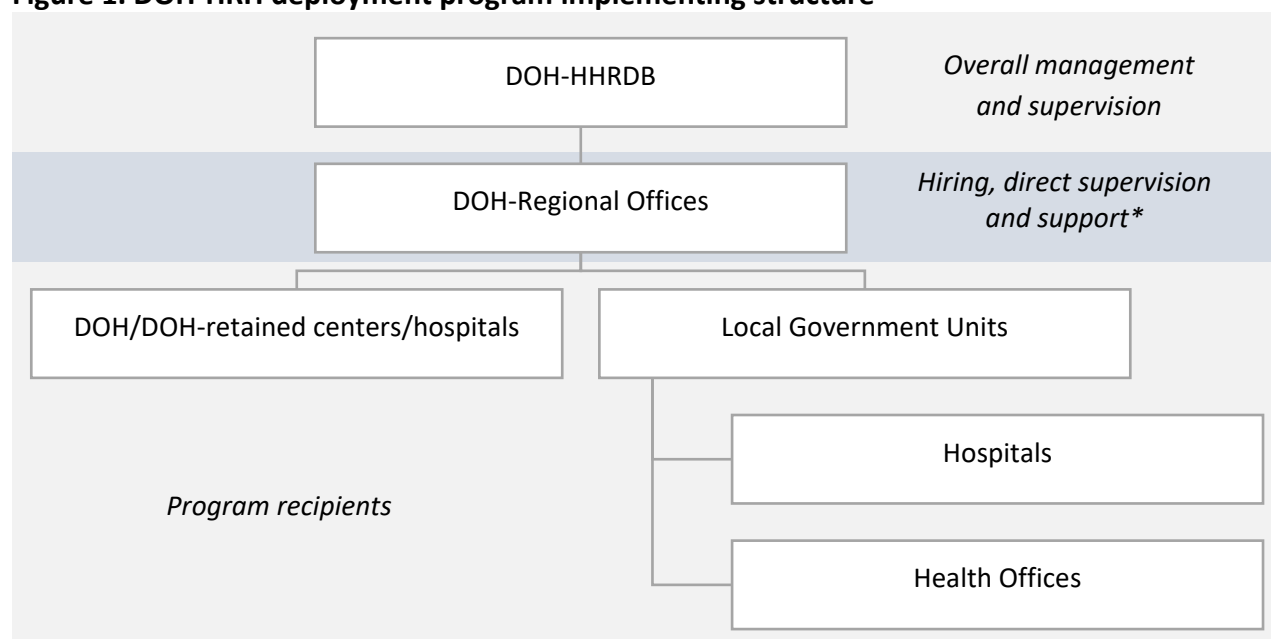 Figure 1. DOH-HRH deployment program implementing structure
DOH-HHRDB
Overall management
and supervision
DOH-Regional Offices
Hiring, direct supervision
and support*
DOH/DOH-retained centers/hospitals
Local Government Units
Hospitals
Program recipients
Health Offices